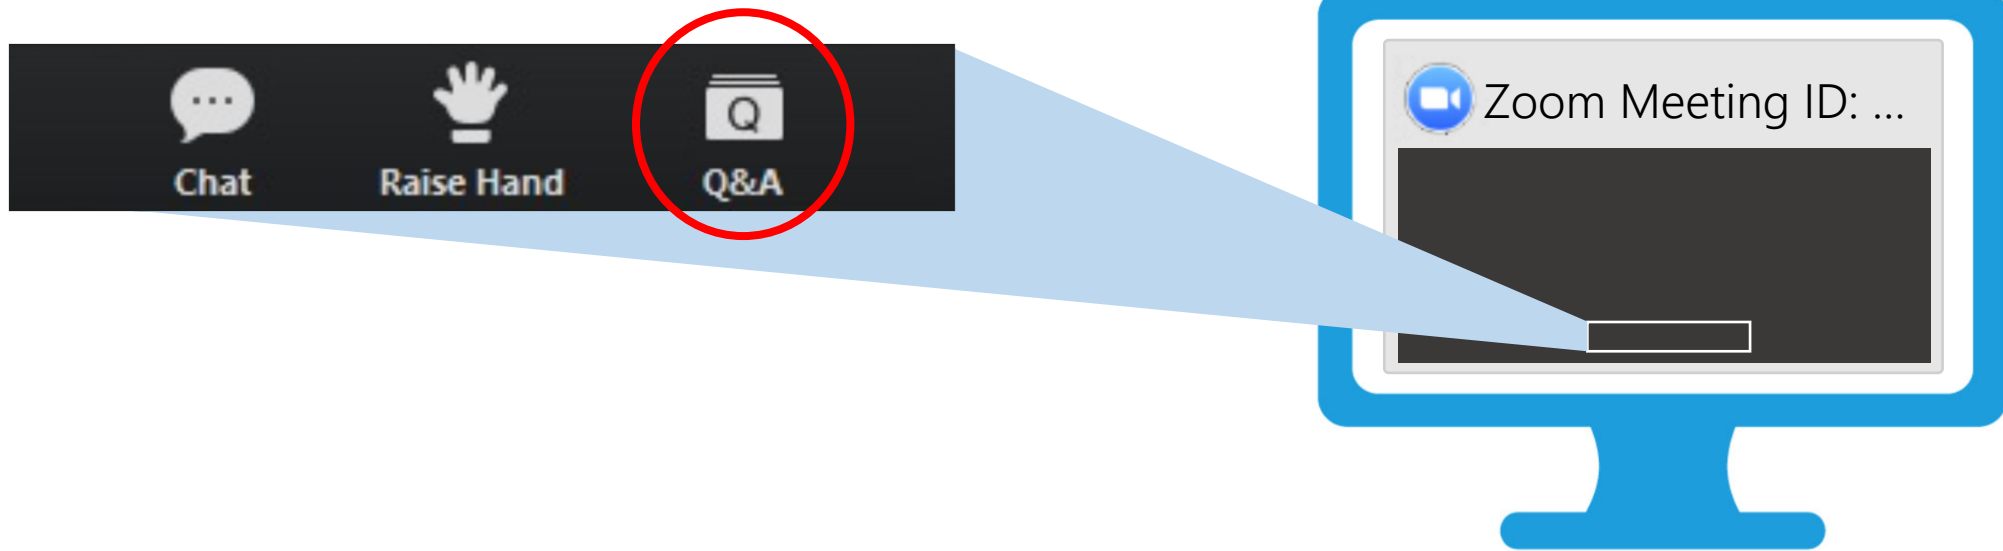 Zoom Meeting ID: ...
Q
Chat
Raise Hand
Q&A